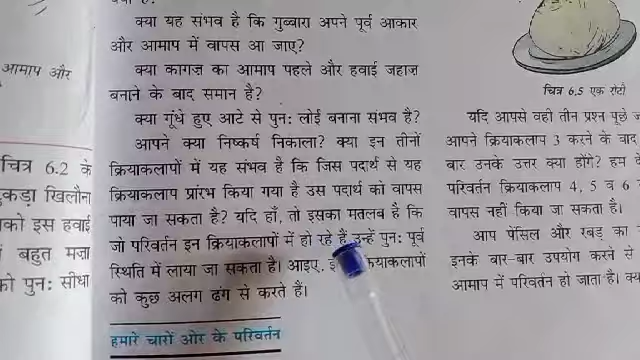 आमाप और
चित्र 6.2 के
टुकड़ा खिलौना
इस हवाई
बहुत मज़ा
पुन: सीधा
क्या यह संभव है कि गुब्बारा अपने पूर्व आकार
और आमाप में वापस आ जाए?
क्या कागज़ का आमाप पहले और हवाई जहाज़
बनाने के बाद समान है?
क्या गूंधे हुए आटे से पुन: लोई बनाना संभव है?
आपने क्या निष्कर्ष निकाला? क्या इन तीनों
क्रियाकलापों में यह संभव है कि जिस पदार्थ से यह
क्रियाकलाप प्रारंभ किया गया है उस पदार्थ को वापस
पाया जा सकता है? यदि हाँ, तो इसका मतलब है कि
जो परिवर्तन इन क्रियाकलापों में हो रहे हैं उन्हें पुन: पूर्व
स्थिति में लाया जा सकता है। आइए,
को कुछ अलग ढंग से करते हैं।
हमारे चारों ओर के परिवर्तन
चित्र 6.5 एक रोटी
यदि आपसे वही तीन प्रश्न पूछे
आपने क्रियाकलाप 3 करने के बाद
बार उनके उत्तर क्या होंगे? हम
परिवर्तन क्रियाकलाप 4, 5 व 6
वापस नहीं किया जा सकता है।
आप पेंसिल और रबड़ का
इनके बार-बार उपयोग करने से
आमाप में परिवर्तन हो जाता है।